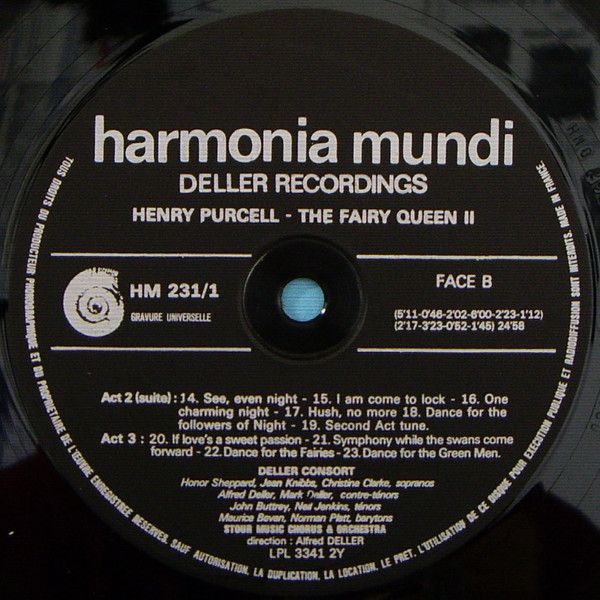 harmonia mundi
DELLER RECORDINGS
HENRY PURCELL - THE FAIRY QUEEN II
HM 231/1
GRAVURE UNIVERSELLE
FACE B
(5'11-0'46-2'02-6'00-2'23-1'12)
(2'17-3'23-0'52-1'45) 24'58
Act 2 (suite) : 14. See, even night - 15. I am come to lock - 16. One
charming night - 17. Hush, no more 18. Dance for the
followers of Night - 19. Second Act tune.
Act 3 : 20. If love's a sweet passion - 21. Symphony while the swans come
forward - 22. Dance for the Fairies - 23. Dance for the Green Men.
DELLER CONSORT
Honor Sheppard, Jean Knibbs, Christina Clarke, sopranos
Alfred Deller, Mark Deller, contre-ténors
John Buttrey, Neil Jenkins, ténors
Maurice Bevan, Norman Platt, barytons
STOUR MUSIC CHORUS & ORCHESTRA
direction : Alfred DELLER
LPL 3341 2Y
TOUS DROITS DU PRODUCTEUR PHONOGRAPHIQUE ET DU PROPRIETAIRE DE L'ŒUVRE ENREGISTREE RESERVES. SAUF AUTORISATION, LA DUPLICATION, LA LOCATION, LE PRET, L'UTILISATION DE CE DISQUE POUR EXECUTION PUBLIQUE ET RADIODIFFUSION SONT INTERDITS. MADE IN FRANCE.